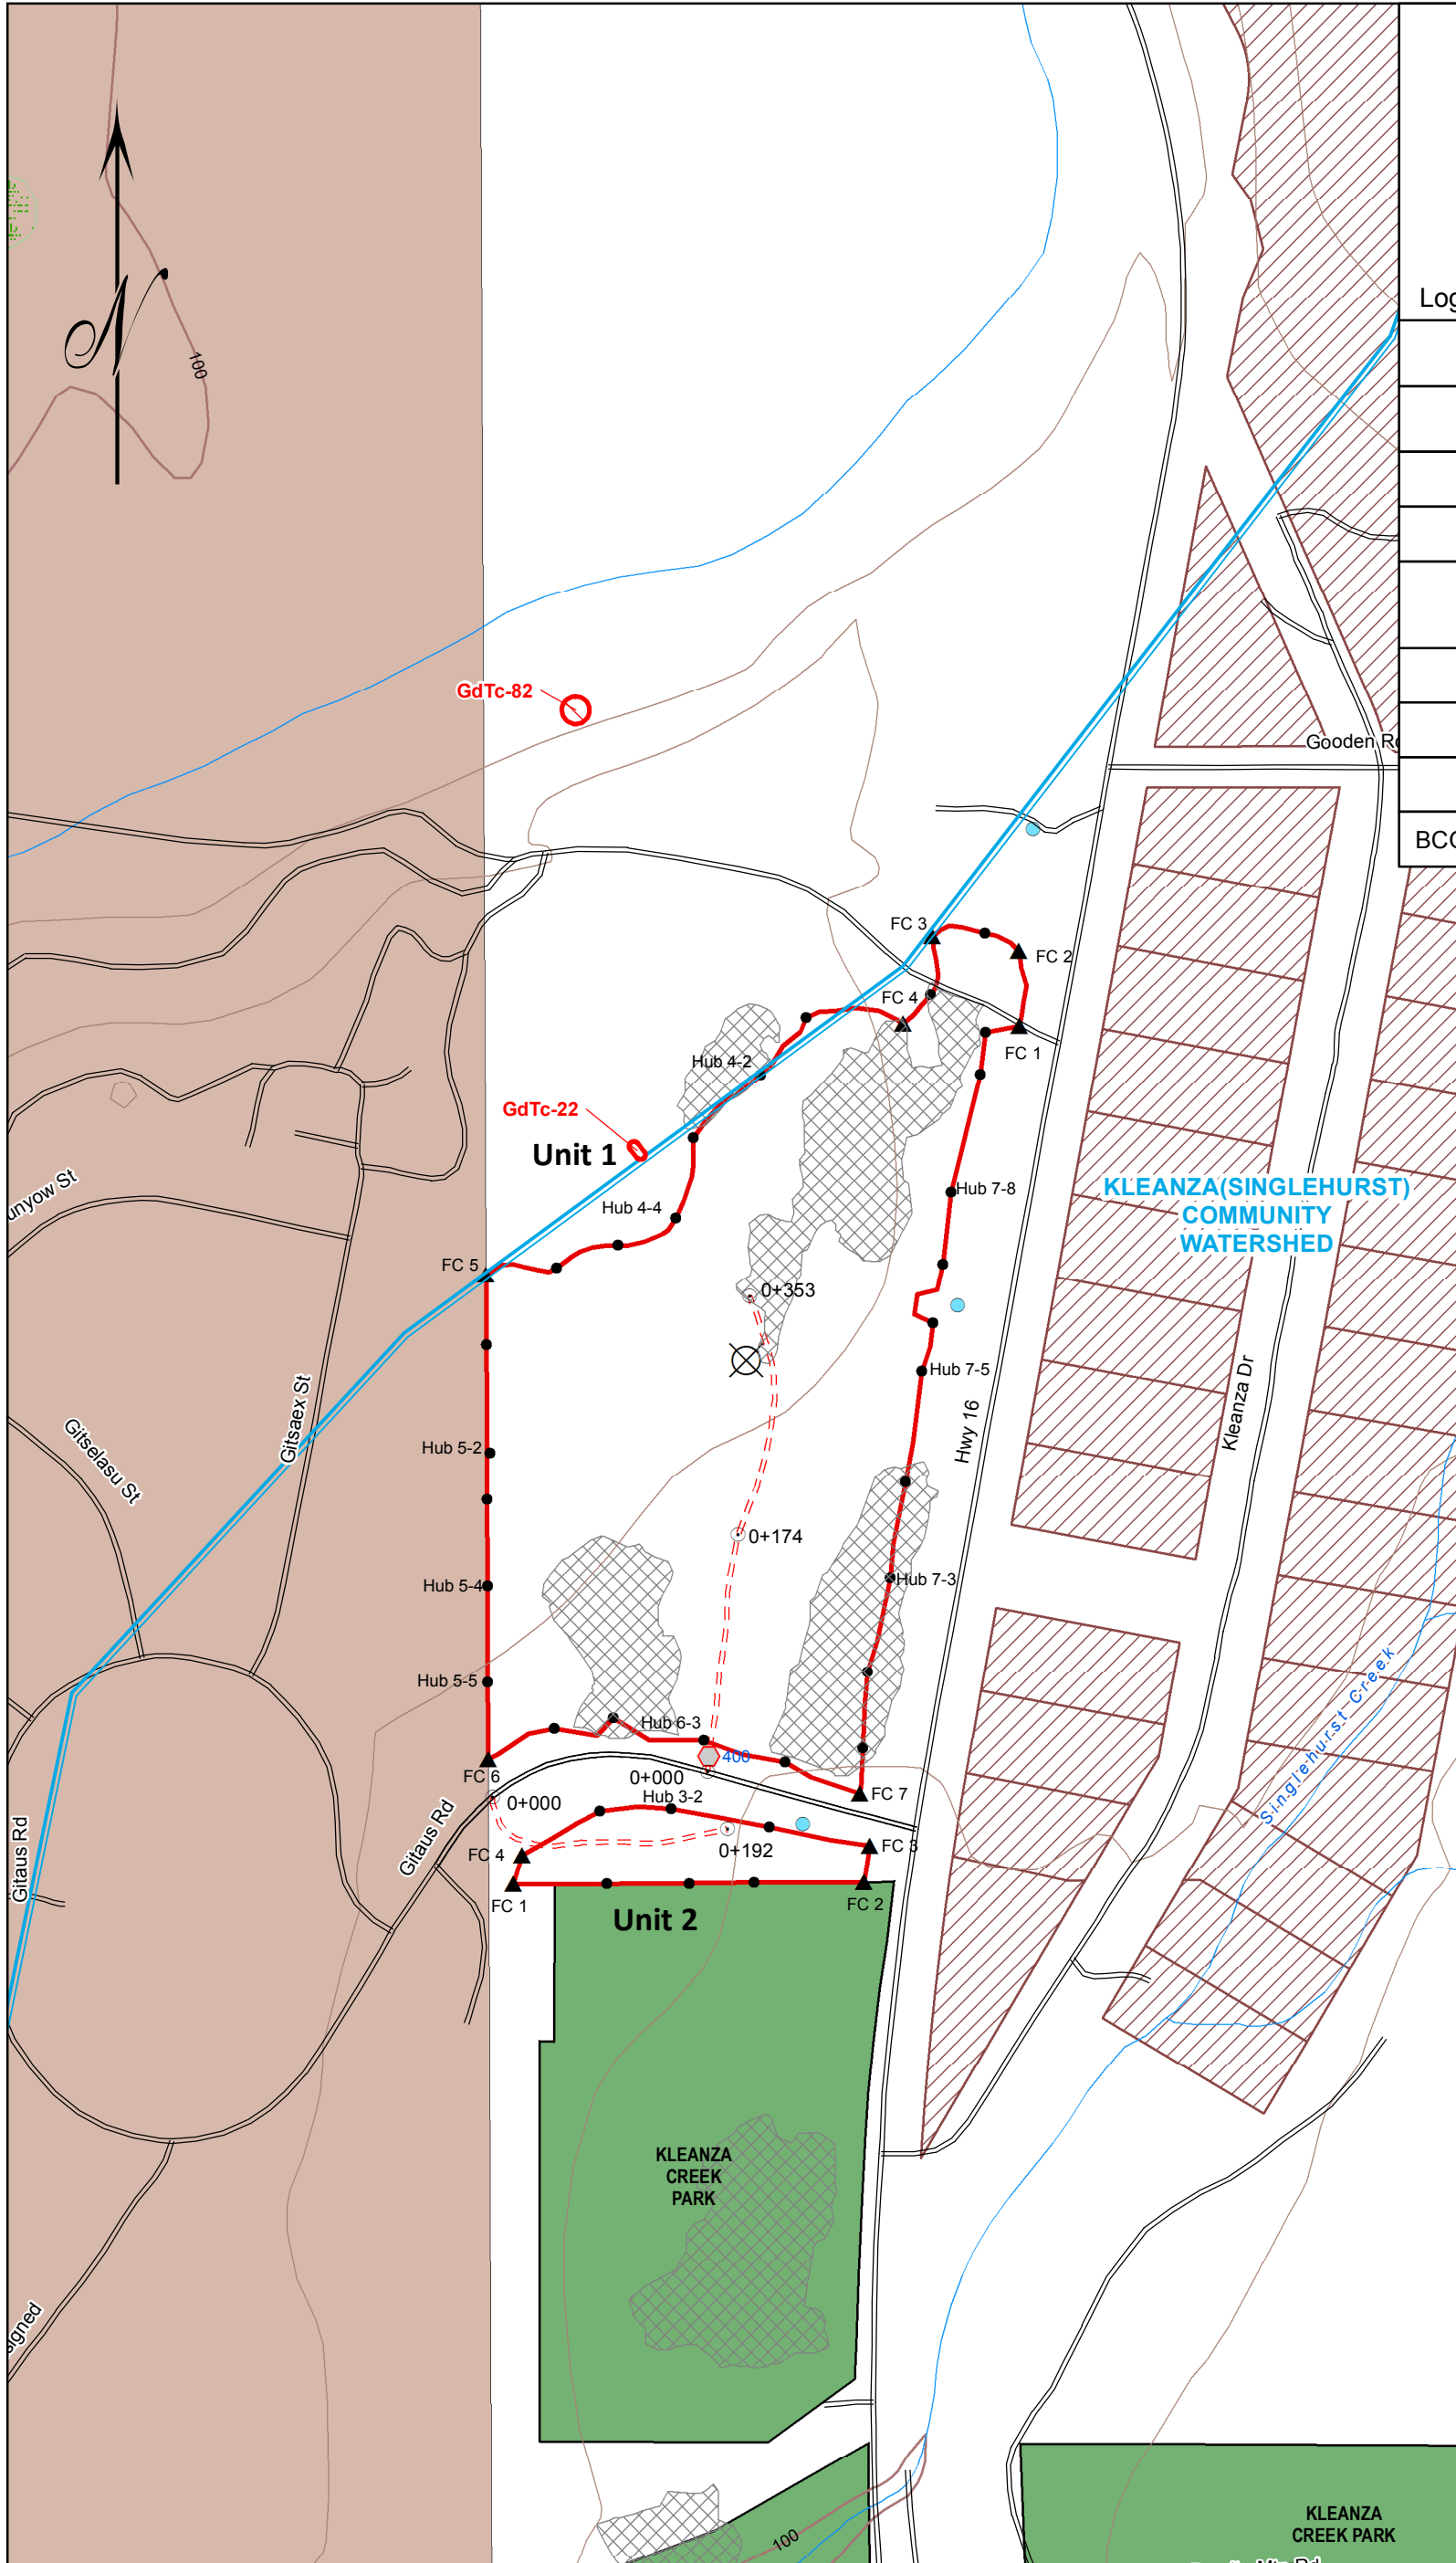 N
100
Log
GdTc-82
Gooden Rd
BCG
FC 3
FC 2
FC 4
FC 1
Hub 4-2
GdTc-22
Unit 1
Hub 7-8
unyow St
KLEANZA(SINGLEHURST)
COMMUNITY
WATERSHED
Hub 4-4
FC 5
0+353
Hub 7-5
Gitsaex St
Kleanza Dr
Hwy 16
Gitselasu St
Hub 5-2
0+174
Hub 7-3
Hub 5-4
Hub 5-5
Singlehurst Creek
Hub 6-3
400
FC 6
0+000
FC 7
Hub 3-2
0+000
Gitaus Rd
Gitaus Rd
FC 3
0+192
FC 4
FC 1
FC 2
Unit 2
KLEANZA
CREEK
PARK
signed
KLEANZA
CREEK PARK
100